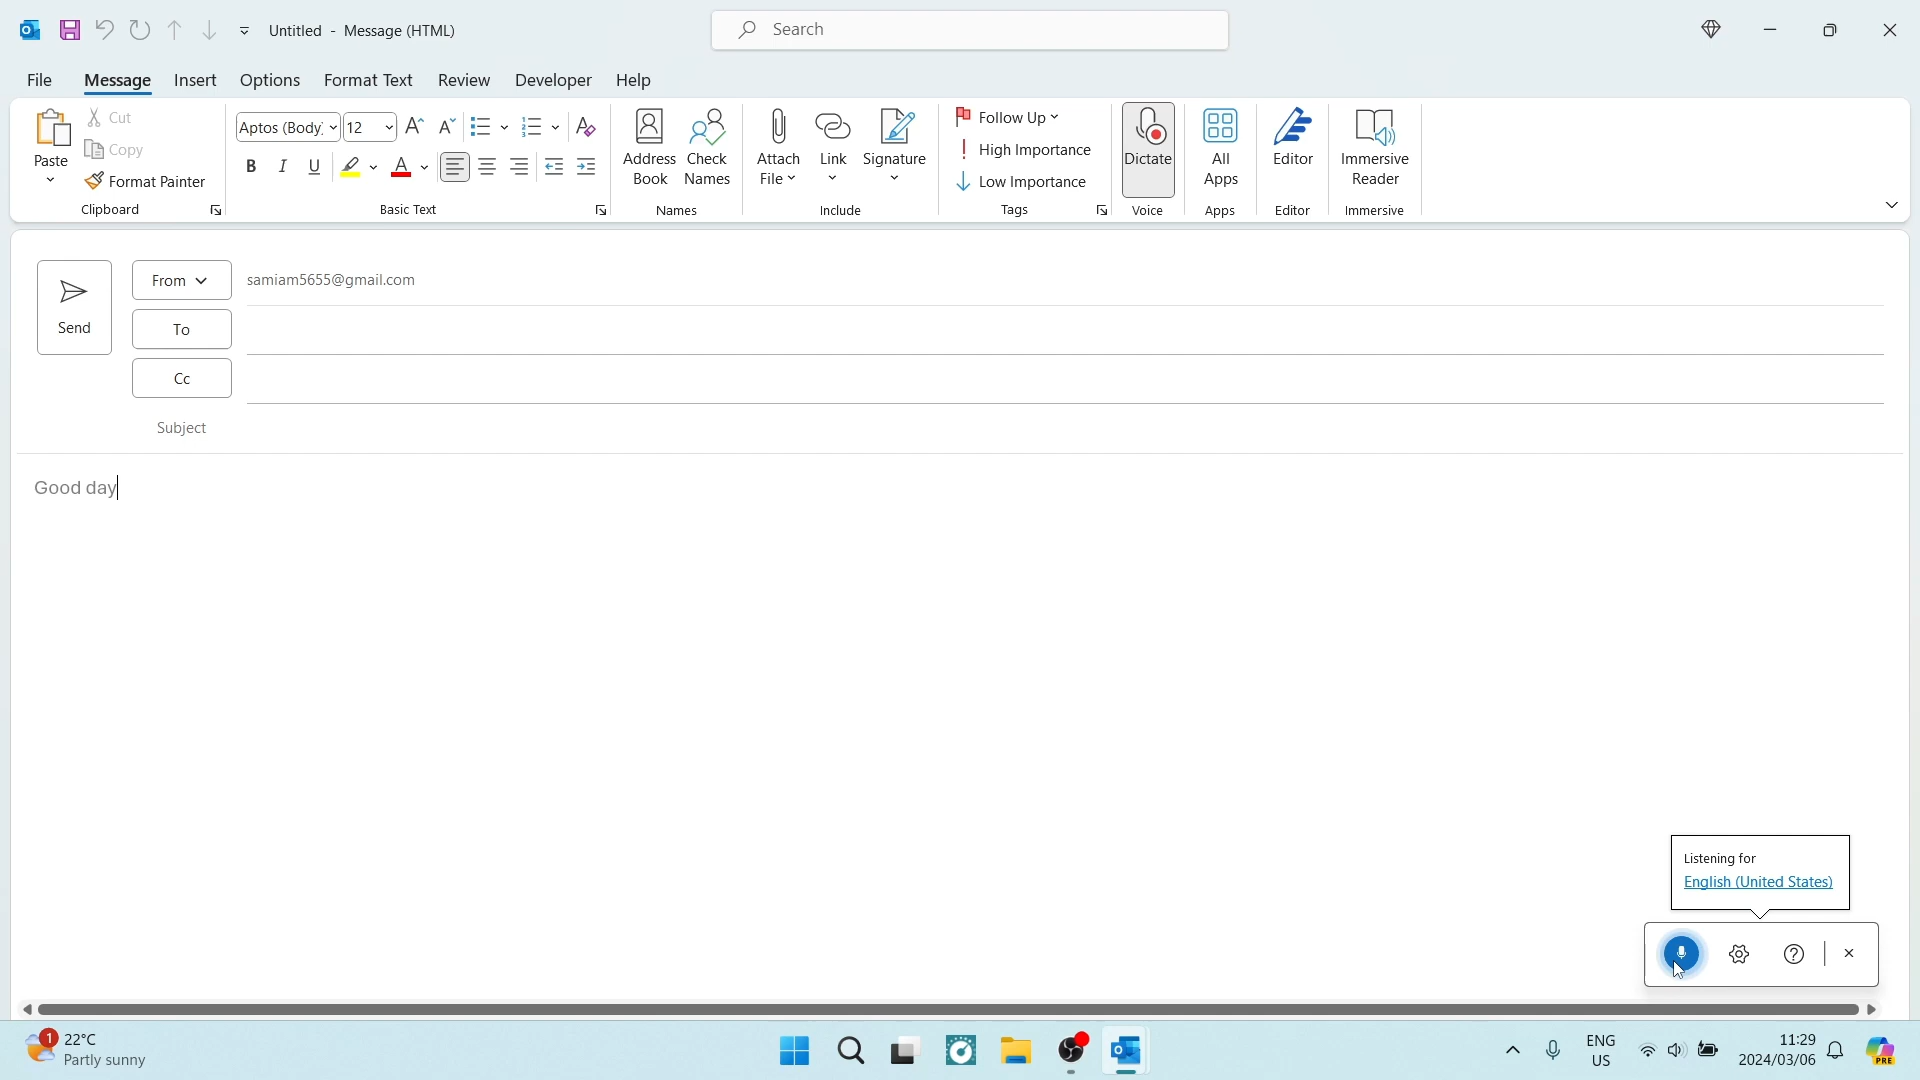 Untitled - Message (HTML)
Search
File Message Insert Options Format Text Review Developer Help
Paste
Cut
Copy
Format Painter
Clipboard
Aptos (Body) 12
B I U A
Basic Text
Address Book
Check Names
Names
Attach File
Link
Signature
Include
Follow Up
High Importance
Low Importance
Tags
Dictate
Voice
All Apps
Apps
Editor
Editor
Immersive Reader
Immersive
Send
From samiam5655@gmail.com
To
Cc
Subject
Good day
Listening for
English (United States)
1
22°C
Partly sunny
ENG
US
11:29
2024/03/06
PRE